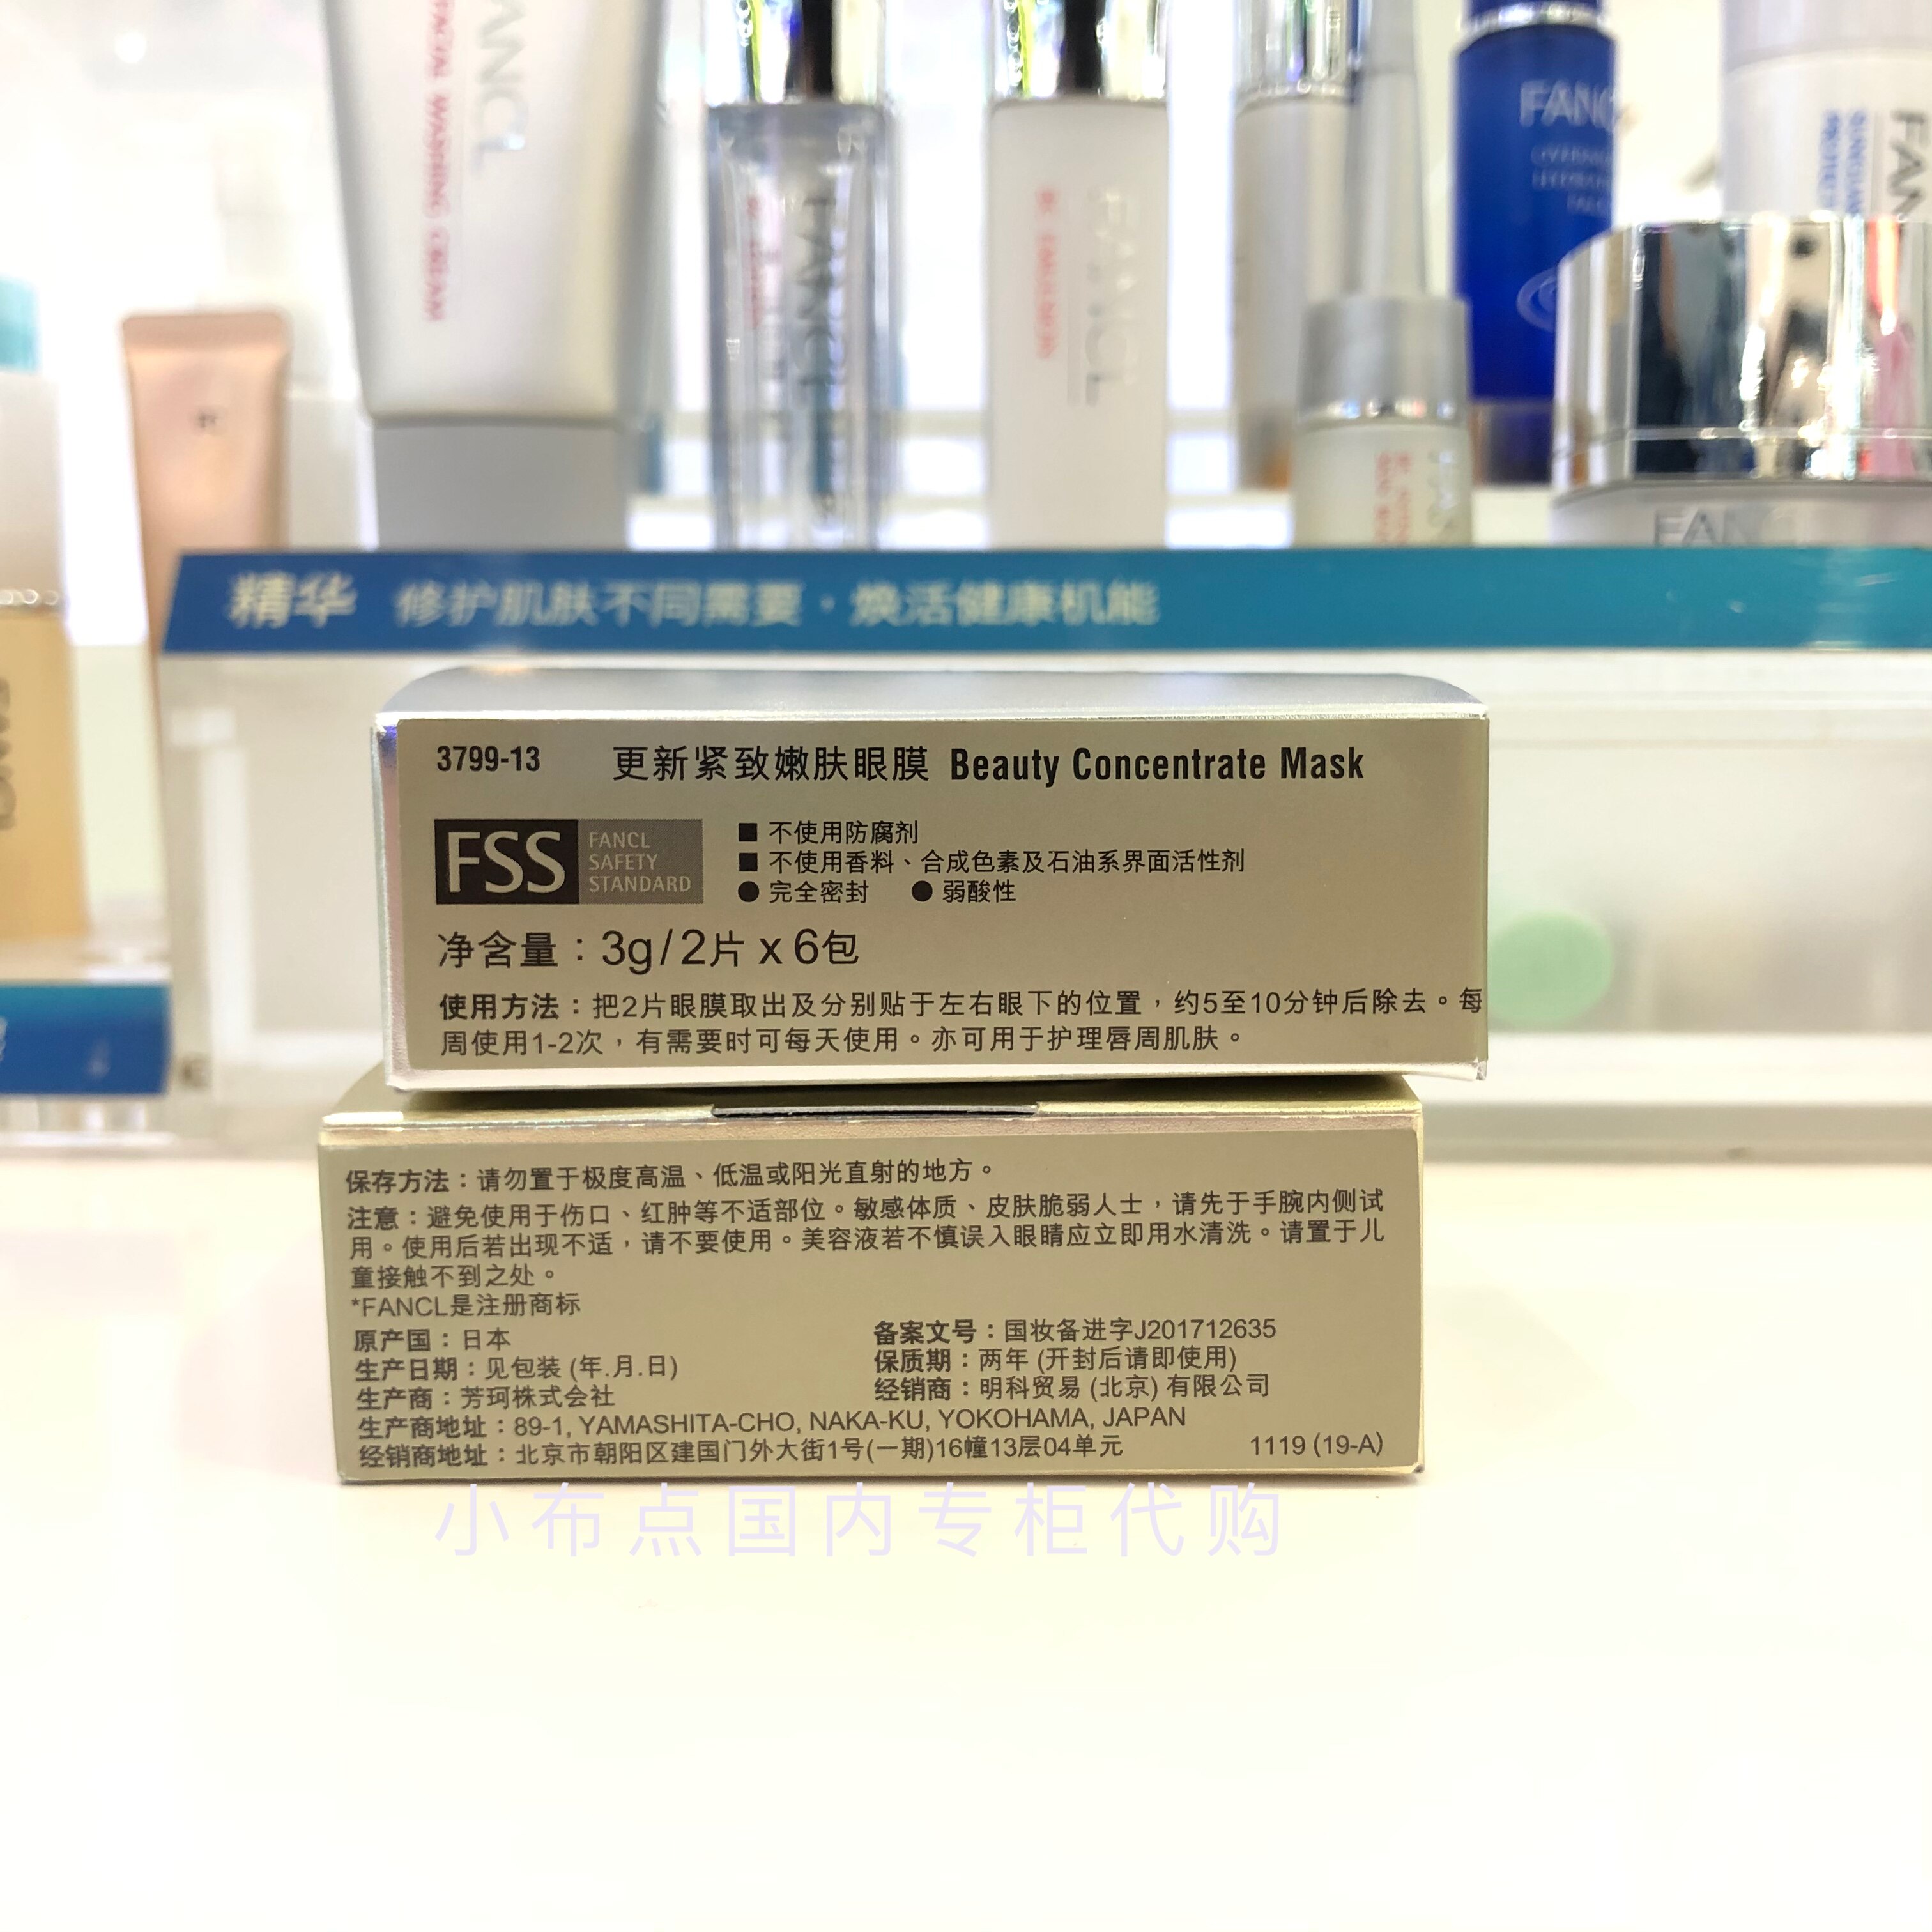 FANCL
FACIAL WASHING CREAM
FANCL
FANCL
FANCL
FANCL
精华 修护肌肤不同需要，焕活健康机能
3799-13 更新紧致嫩肤眼膜 Beauty Concentrate Mask
FSS FANCL SAFETY STANDARD
■ 不使用防腐剂
■ 不使用香料、合成色素及石油系界面活性剂
● 完全密封 ● 弱酸性
净含量：3g/2片 x 6包
使用方法：把2片眼膜取出及分别贴于左右眼下的位置，约5至10分钟后除去。每
周使用1-2次，有需要时可每天使用。亦可用于护理唇周肌肤。
保存方法：请勿置于极度高温、低温或阳光直射的地方。
注意：避免使用于伤口、红肿等不适部位。敏感体质、皮肤脆弱人士，请先于手腕内侧试
用。使用后若出现不适，请不要使用。美容液若不慎误入眼睛应立即用水清洗。请置于儿
童接触不到之处。
*FANCL是注册商标
原产国：日本 备案文号：国妆备进字J201712635
生产日期：见包装 (年.月.日) 保质期：两年 (开封后请即使用)
生产商：芳珂株式会社 经销商：明科贸易 (北京) 有限公司
生产商地址：89-1, YAMASHITA-CHO, NAKA-KU, YOKOHAMA, JAPAN
经销商地址：北京市朝阳区建国门外大街1号(一期)16幢13层04单元 1119 (19-A)
小布点国内专柜代购